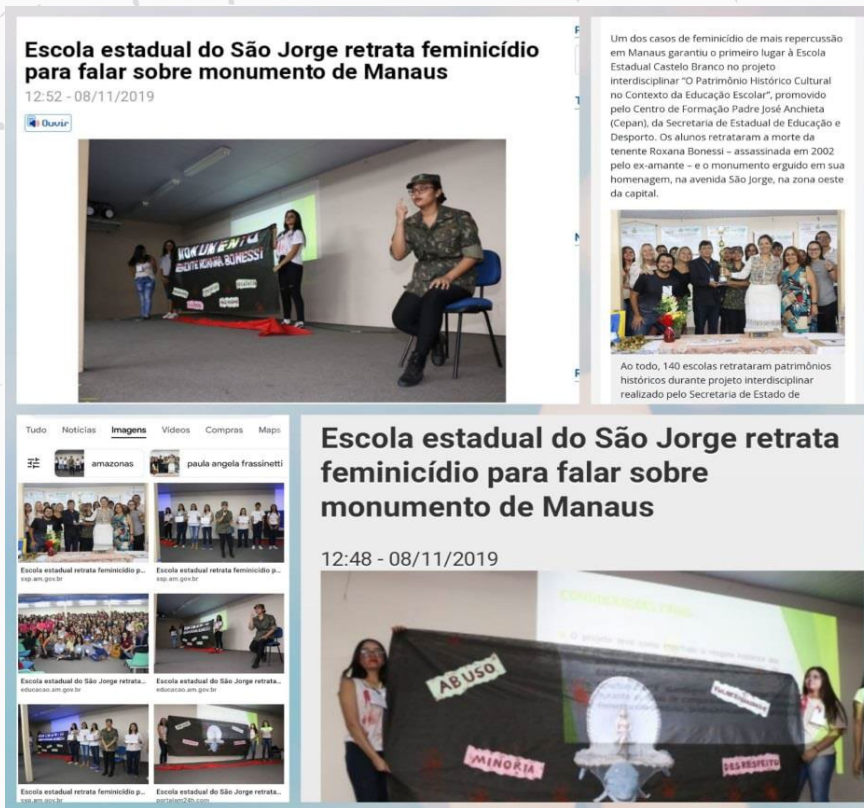 Escola estadual do São Jorge retrata feminicídio
para falar sobre monumento de Manaus
12:52 - 08/11/2019
Ouvir
MONUMENTO
TENENTE ROXANA BONESSI
Um dos casos de feminicídio de mais repercussão
em Manaus garantiu o primeiro lugar à Escola
Estadual Castelo Branco no projeto
interdisciplinar "O Patrimônio Histórico Cultural
no Contexto da Educação Escolar", promovido
pelo Centro de Formação Padre José Anchieta
(Cepan), da Secretaria de Estadual de Educação e
Desporto. Os alunos retrataram a morte da
tenente Roxana Bonessi – assassinada em 2002
pelo ex-amante – e o monumento erguido em sua
homenagem, na avenida São Jorge, na zona oeste
da capital.
Ao todo, 140 escolas retrataram patrimônios
históricos durante projeto interdisciplinar
realizado pelo Secretaria de Estado de
Tudo Notícias Imagens Vídeos Compras Maps
amazonas paula angela frassinetti
Escola estadual retrata feminicídio p... Escola estadual retrata feminicídio p...
ssp.am.gov.br ssp.am.gov.br
Escola estadual do São Jorge retrata... Escola estadual do São Jorge retrata...
educacao.am.gov.br educacao.am.gov.br
Escola estadual retrata feminicídio p... Escola estadual do São Jorge retrata...
ssp.am.gov.br portalam24h.com
Escola estadual do São Jorge retrata
feminicídio para falar sobre
monumento de Manaus
12:48 - 08/11/2019
CONSIDERAÇÕES FINAIS
ABUSO
MINORIA
DESRESPEITO